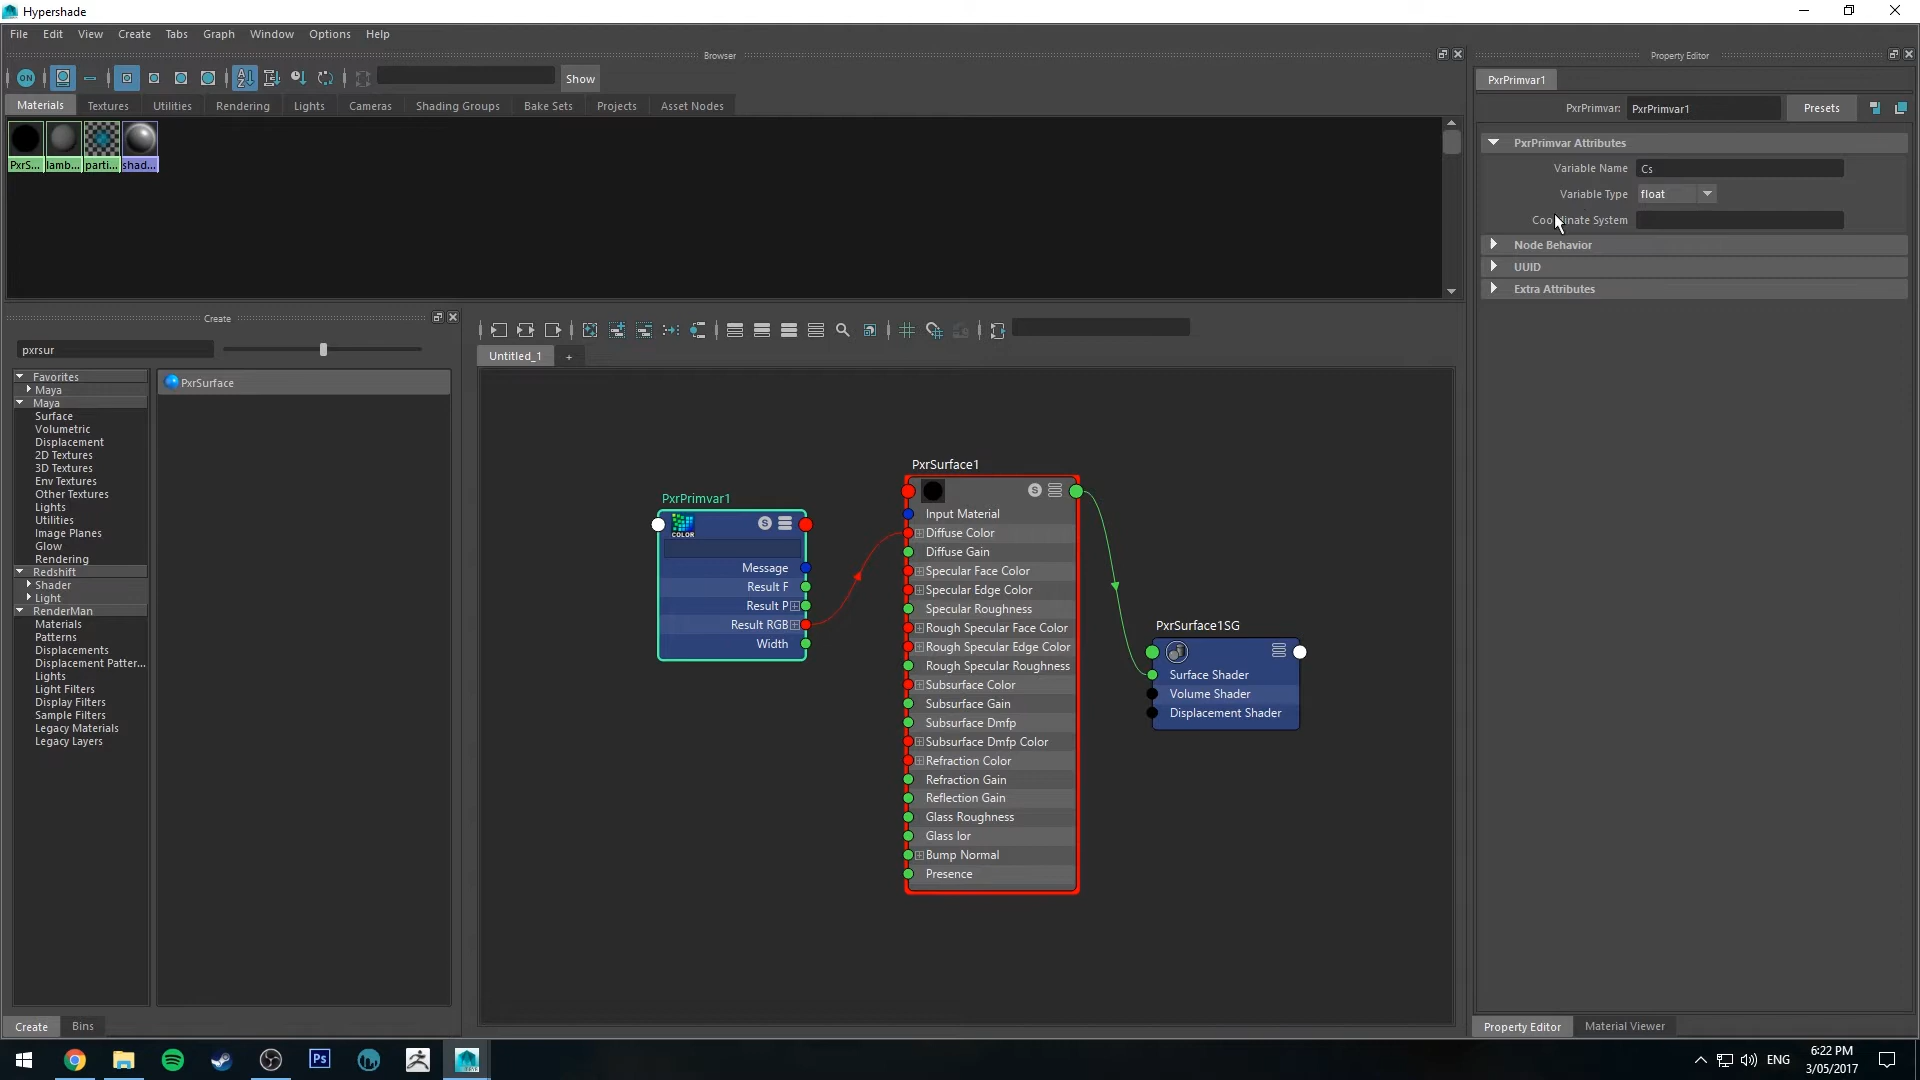 Hypershade
File Edit View Create Tabs Graph Window Options Help
Browser
ON
Show
Materials Textures Utilities Rendering Lights Cameras Shading Groups Bake Sets Projects Asset Nodes
PxrS... lamb... parti... shad...
Create
pxrsur
Favorites
Maya
Maya
Surface
Volumetric
Displacement
2D Textures
3D Textures
Env Textures
Other Textures
Lights
Utilities
Image Planes
Glow
Rendering
Redshift
Shader
Light
RenderMan
Materials
Patterns
Displacements
Displacement Patter...
Lights
Light Filters
Display Filters
Sample Filters
Legacy Materials
Legacy Layers
PxrSurface
Create Bins
Untitled_1 +
PxrPrimvar1
COLOR
S
Message
Result F
Result P
Result RGB
Width
PxrSurface1
S
Input Material
Diffuse Color
Diffuse Gain
Specular Face Color
Specular Edge Color
Specular Roughness
Rough Specular Face Color
Rough Specular Edge Color
Rough Specular Roughness
Subsurface Color
Subsurface Gain
Subsurface Dmfp
Subsurface Dmfp Color
Refraction Color
Refraction Gain
Reflection Gain
Glass Roughness
Glass Ior
Bump Normal
Presence
PxrSurface1SG
Surface Shader
Volume Shader
Displacement Shader
Property Editor
PxrPrimvar1
PxrPrimvar: PxrPrimvar1 Presets
PxrPrimvar Attributes
Variable Name Cs
Variable Type float
Coordinate System
Node Behavior
UUID
Extra Attributes
Property Editor Material Viewer
Ps
ENG
6:22 PM
3/05/2017